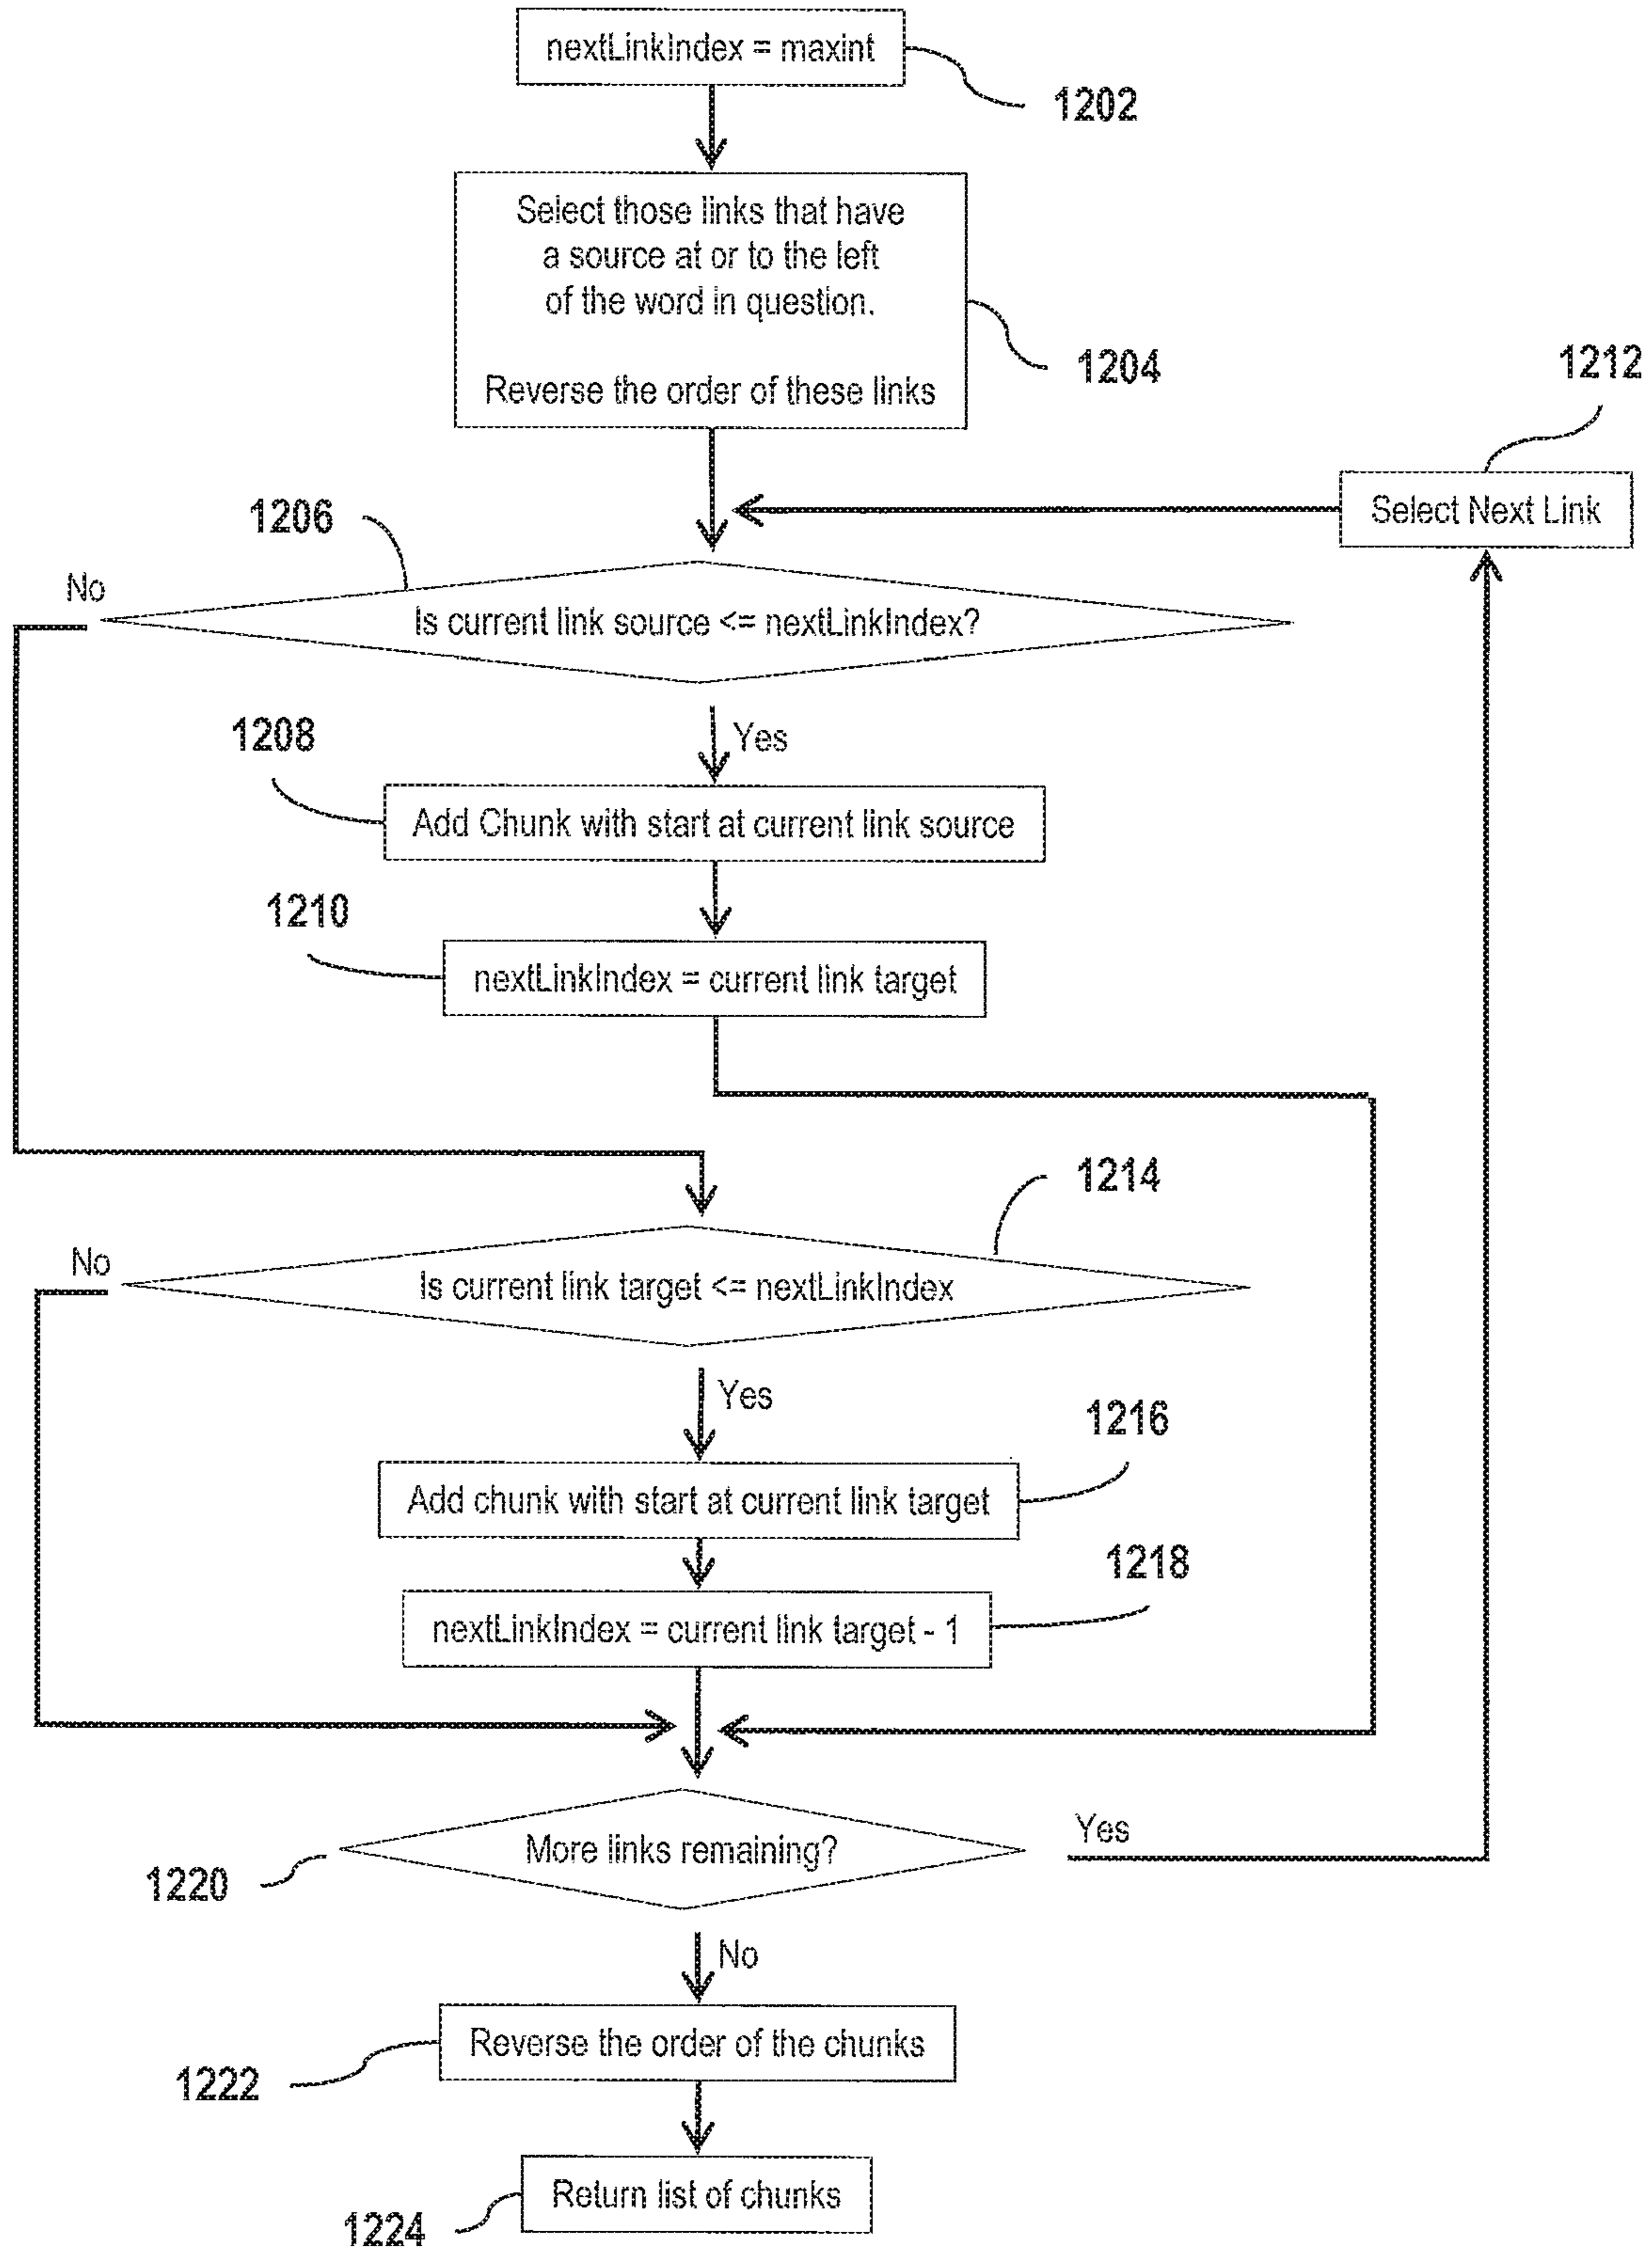 nextLinkIndex = maxint
1202
Select those links that have
a source at or to the left
of the word in question.
Reverse the order of these links
1204
1212
Select Next Link
1206
No
Is current link source <= nextLinkIndex?
1208
Yes
Add Chunk with start at current link source
1210
nextLinkIndex = current link target
1214
No
Is current link target <= nextLinkIndex
Yes
1216
Add chunk with start at current link target
1218
nextLinkIndex = current link target - 1
More links remaining?
Yes
1220
No
Reverse the order of the chunks
1222
Return list of chunks
1224